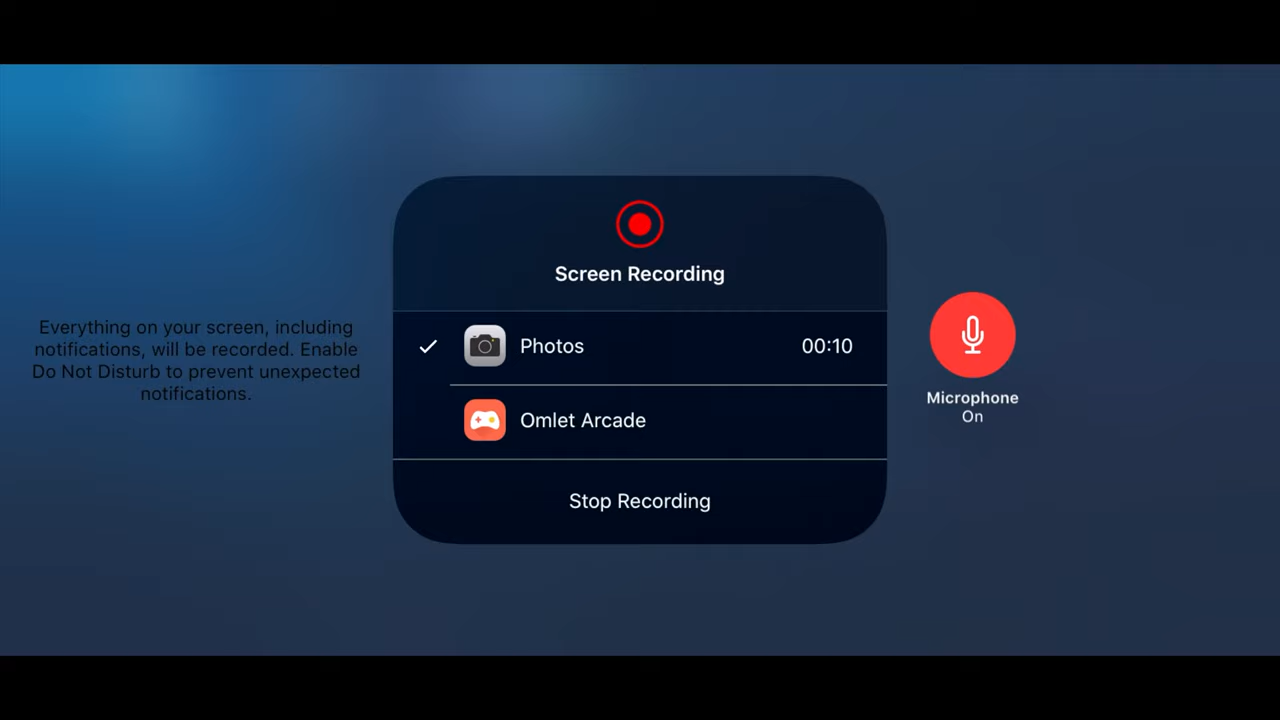 Everything on your screen, including
notifications, will be recorded. Enable
Do Not Disturb to prevent unexpected
notifications.
Screen Recording
Photos 00:10
Omlet Arcade
Stop Recording
Microphone
On